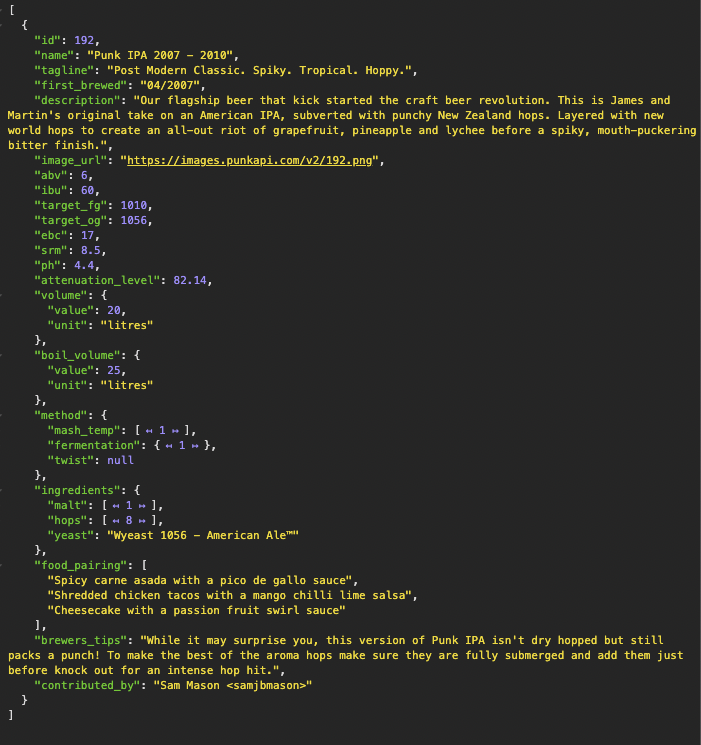 [
  {
    "id": 192,
    "name": "Punk IPA 2007 - 2010",
    "tagline": "Post Modern Classic. Spiky. Tropical. Hoppy.",
    "first_brewed": "04/2007",
    "description": "Our flagship beer that kick started the craft beer revolution. This is James and
Martin's original take on an American IPA, subverted with punchy New Zealand hops. Layered with new
world hops to create an all-out riot of grapefruit, pineapple and lychee before a spiky, mouth-puckering
bitter finish.",
    "image_url": "https://images.punkapi.com/v2/192.png",
    "abv": 6,
    "ibu": 60,
    "target_fg": 1010,
    "target_og": 1056,
    "ebc": 17,
    "srm": 8.5,
    "ph": 4.4,
    "attenuation_level": 82.14,
    "volume": {
      "value": 20,
      "unit": "litres"
    },
    "boil_volume": {
      "value": 25,
      "unit": "litres"
    },
    "method": {
      "mash_temp": [ ↤ 1 ↦ ],
      "fermentation": { ↤ 1 ↦ },
      "twist": null
    },
    "ingredients": {
      "malt": [ ↤ 1 ↦ ],
      "hops": [ ↤ 8 ↦ ],
      "yeast": "Wyeast 1056 - American Ale™"
    },
    "food_pairing": [
      "Spicy carne asada with a pico de gallo sauce",
      "Shredded chicken tacos with a mango chilli lime salsa",
      "Cheesecake with a passion fruit swirl sauce"
    ],
    "brewers_tips": "While it may surprise you, this version of Punk IPA isn't dry hopped but still
packs a punch! To make the best of the aroma hops make sure they are fully submerged and add them just
before knock out for an intense hop hit.",
    "contributed_by": "Sam Mason <samjbmason>"
  }
]